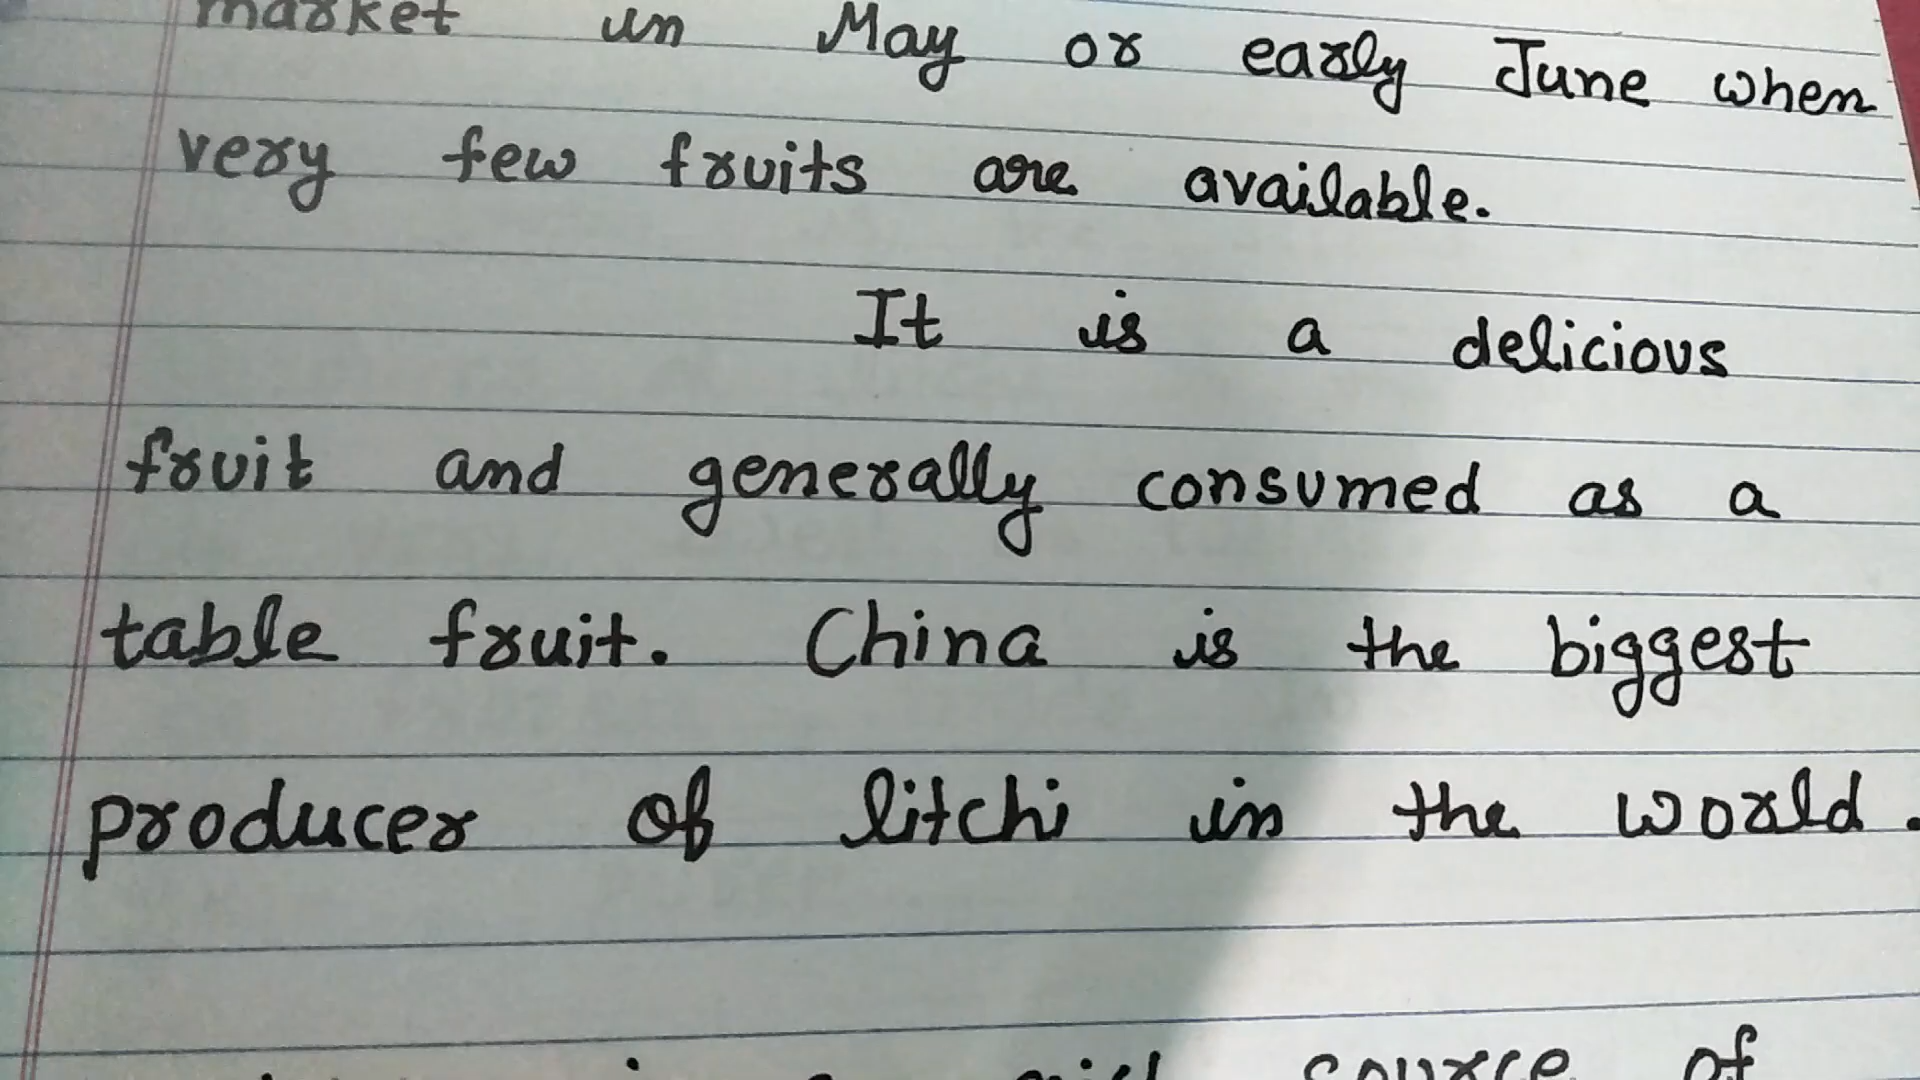 market in May or early June when
very few fruits are available.
It is a delicious
fruit and generally consumed as a
table fruit. China is the biggest
producer of litchi in the world.
source of